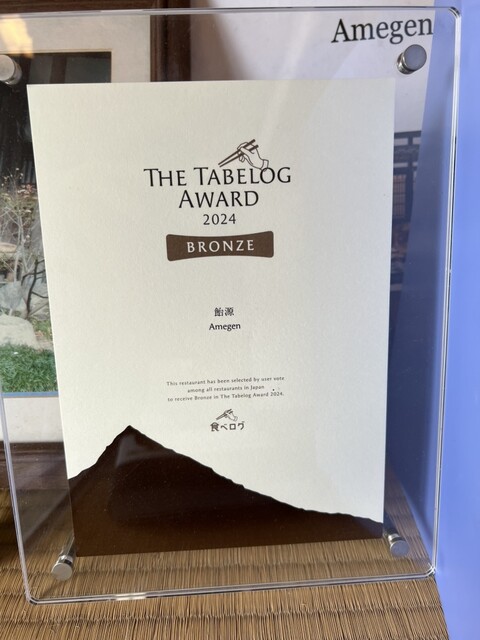 Amegen
THE TABELOG
AWARD
2024
BRONZE
飴源
Amegen
This restaurant has been selected by user vote
among all restaurants in Japan
to receive Bronze in The Tabelog Award 2024.
食べログ